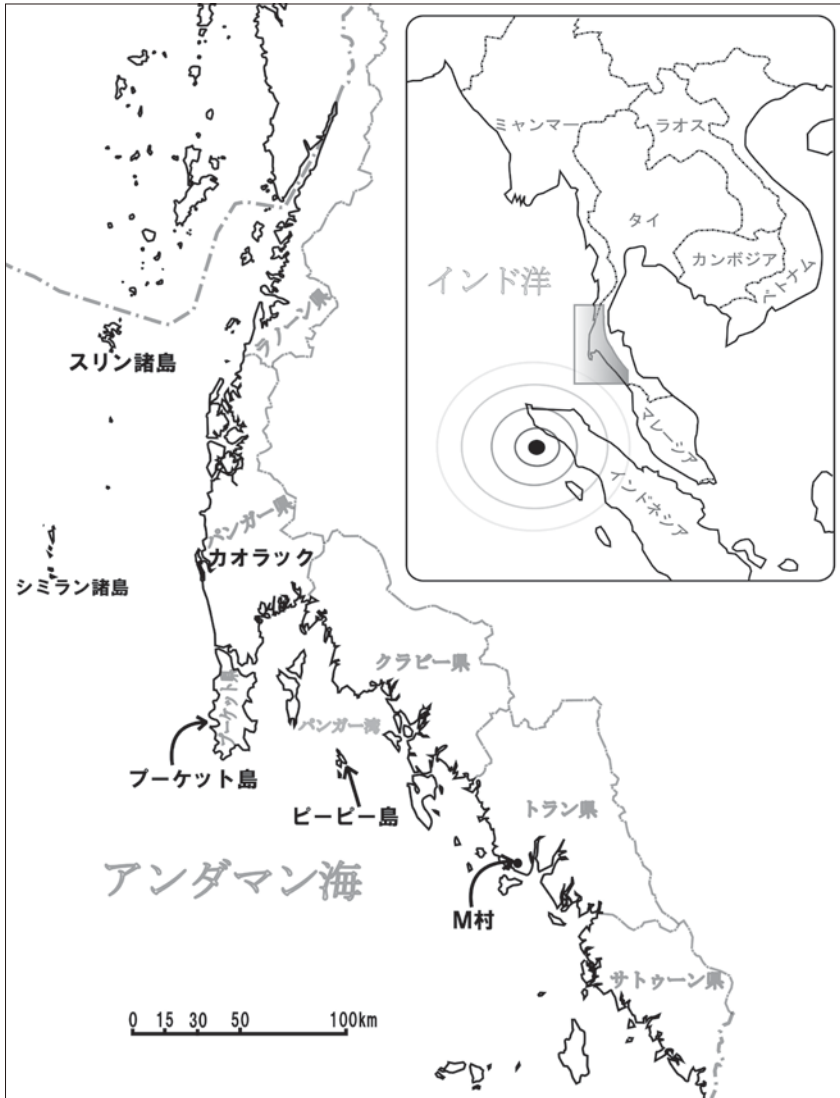 ミャンマー
ラオス
タイ
カンボジア
ベトナム
インド洋
マレーシア
インドネシア
ラノーン県
スリン諸島
パンガー県
カオラック
シミラン諸島
クラビー県
プーケット県
パンガー湾
プーケット島
ピーピー島
トラン県
アンダマン海
M村
サトゥーン県
0 15 30 50 100km